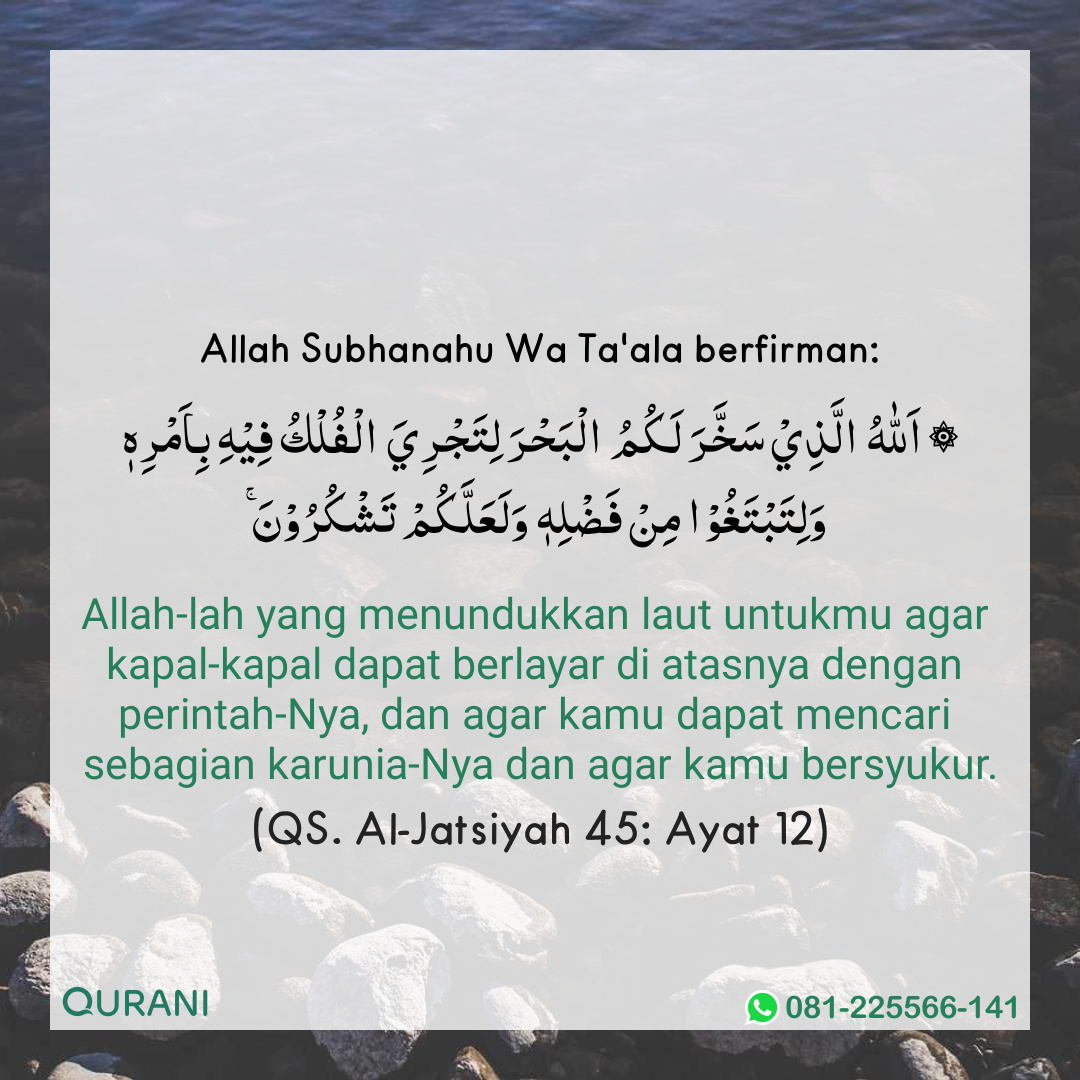 Allah Subhanahu Wa Ta'ala berfirman:
۞ اَللّٰهُ الَّذِيْ سَخَّرَ لَكُمُ الْبَحْرَ لِتَجْرِيَ الْفُلْكُ فِيْهِ بِاَمْرِهٖ
وَلِتَبْتَغُوْا مِنْ فَضْلِهٖ وَلَعَلَّكُمْ تَشْكُرُوْنَ ۚ
Allah-lah yang menundukkan laut untukmu agar
kapal-kapal dapat berlayar di atasnya dengan
perintah-Nya, dan agar kamu dapat mencari
sebagian karunia-Nya dan agar kamu bersyukur.
(QS. Al-Jatsiyah 45: Ayat 12)
QURANI
081-225566-141